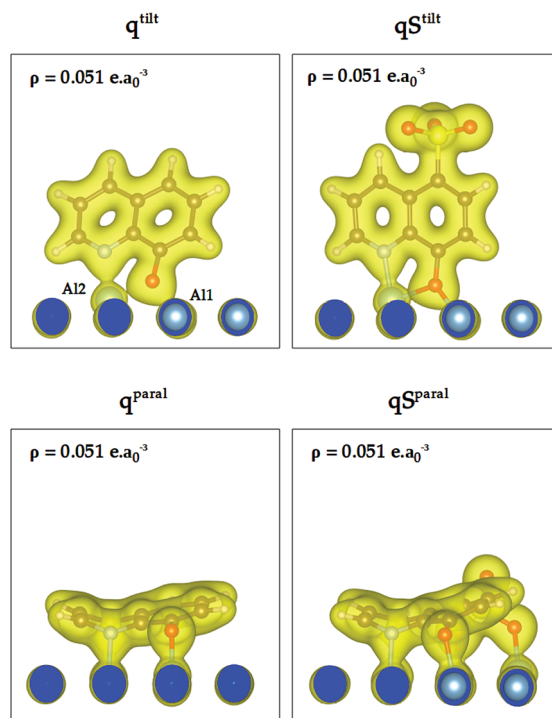 q^tilt
qS^tilt
ρ = 0.051 e.a₀⁻³
ρ = 0.051 e.a₀⁻³
Al2
Al1
q^paral
qS^paral
ρ = 0.051 e.a₀⁻³
ρ = 0.051 e.a₀⁻³